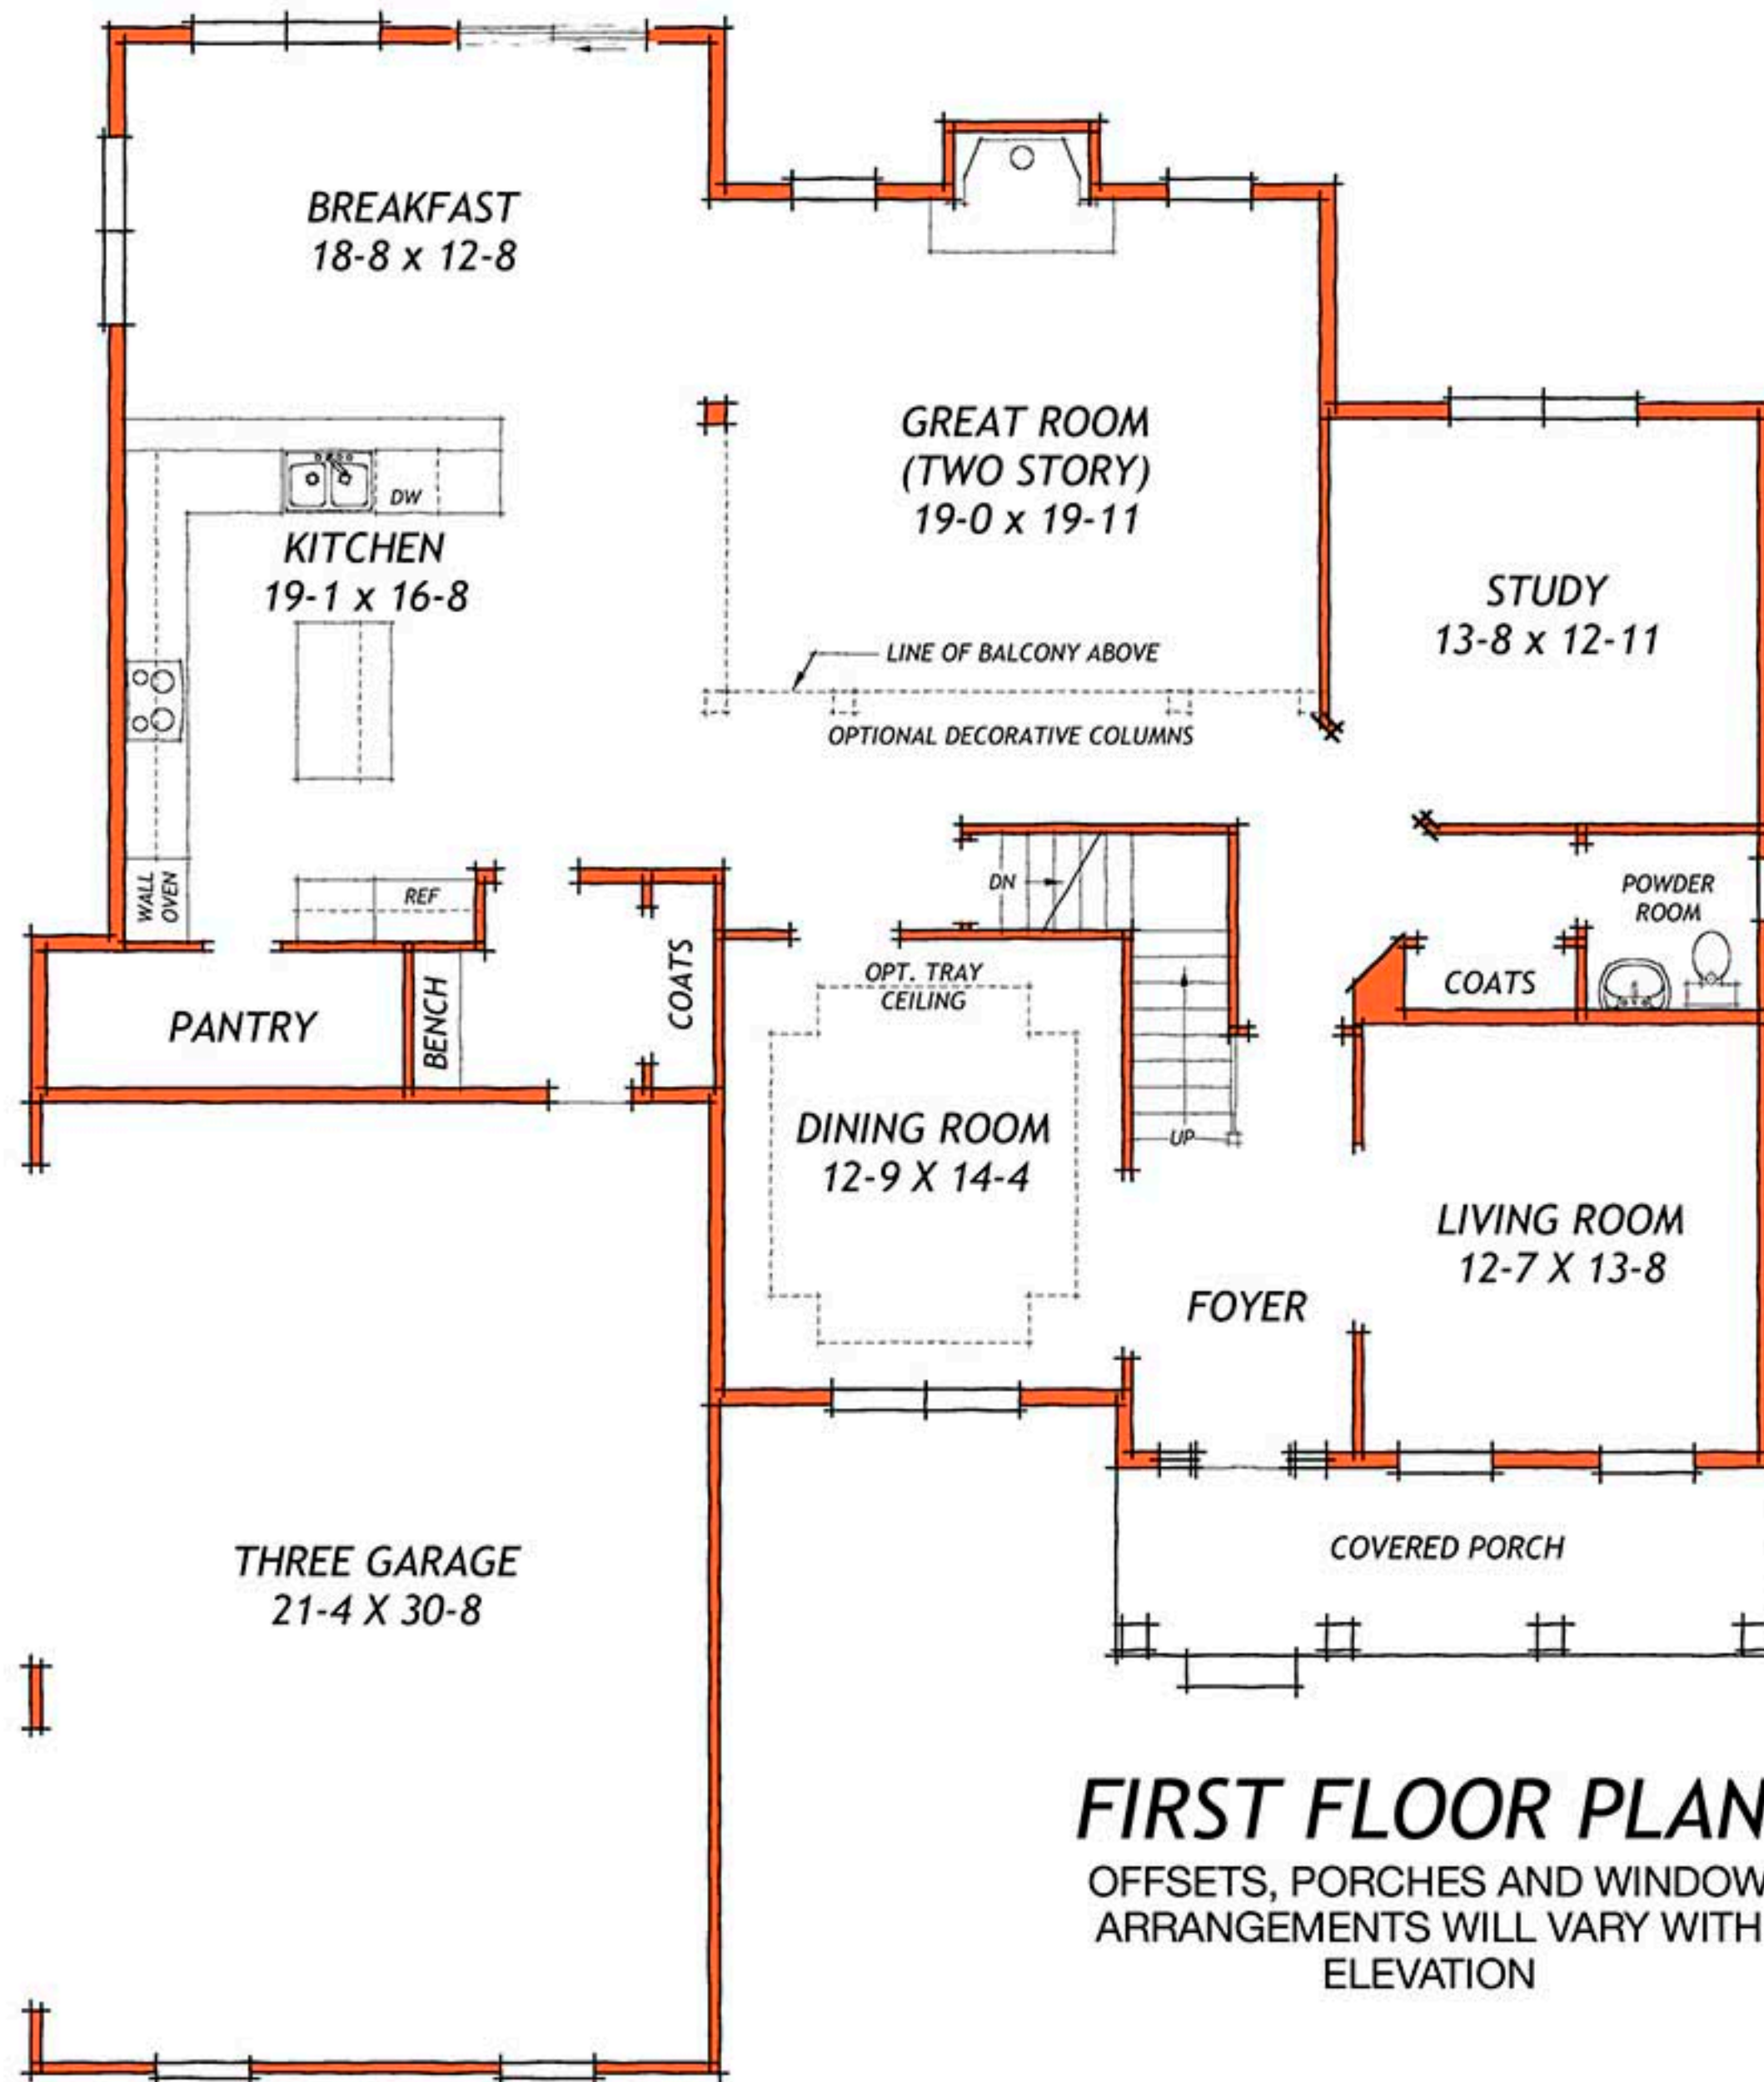 BREAKFAST
18-8 x 12-8
GREAT ROOM
(TWO STORY)
19-0 x 19-11
DW
KITCHEN
19-1 x 16-8
STUDY
13-8 x 12-11
LINE OF BALCONY ABOVE
OPTIONAL DECORATIVE COLUMNS
WALL
OVEN
REF
DN
POWDER
ROOM
COATS
OPT. TRAY
CEILING
COATS
PANTRY
BENCH
DINING ROOM
12-9 X 14-4
UP
LIVING ROOM
12-7 X 13-8
FOYER
COVERED PORCH
THREE GARAGE
21-4 X 30-8
FIRST FLOOR PLAN
OFFSETS, PORCHES AND WINDOW
ARRANGEMENTS WILL VARY WITH
ELEVATION